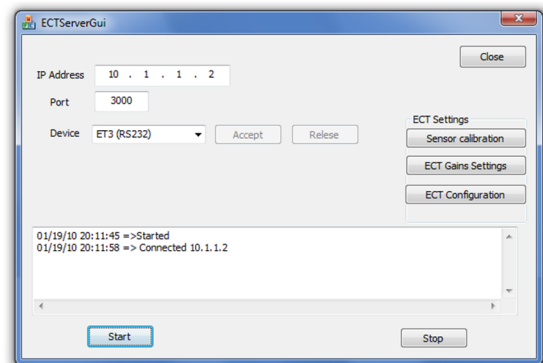 ECTServerGui
Close
IP Address 10 . 1 . 1 . 2
Port 3000
Device ET3 (RS232) Accept Relese
ECT Settings
Sensor calibration
ECT Gains Settings
ECT Configuration
01/19/10 20:11:45 =>Started
01/19/10 20:11:58 => Connected 10.1.1.2
Start Stop